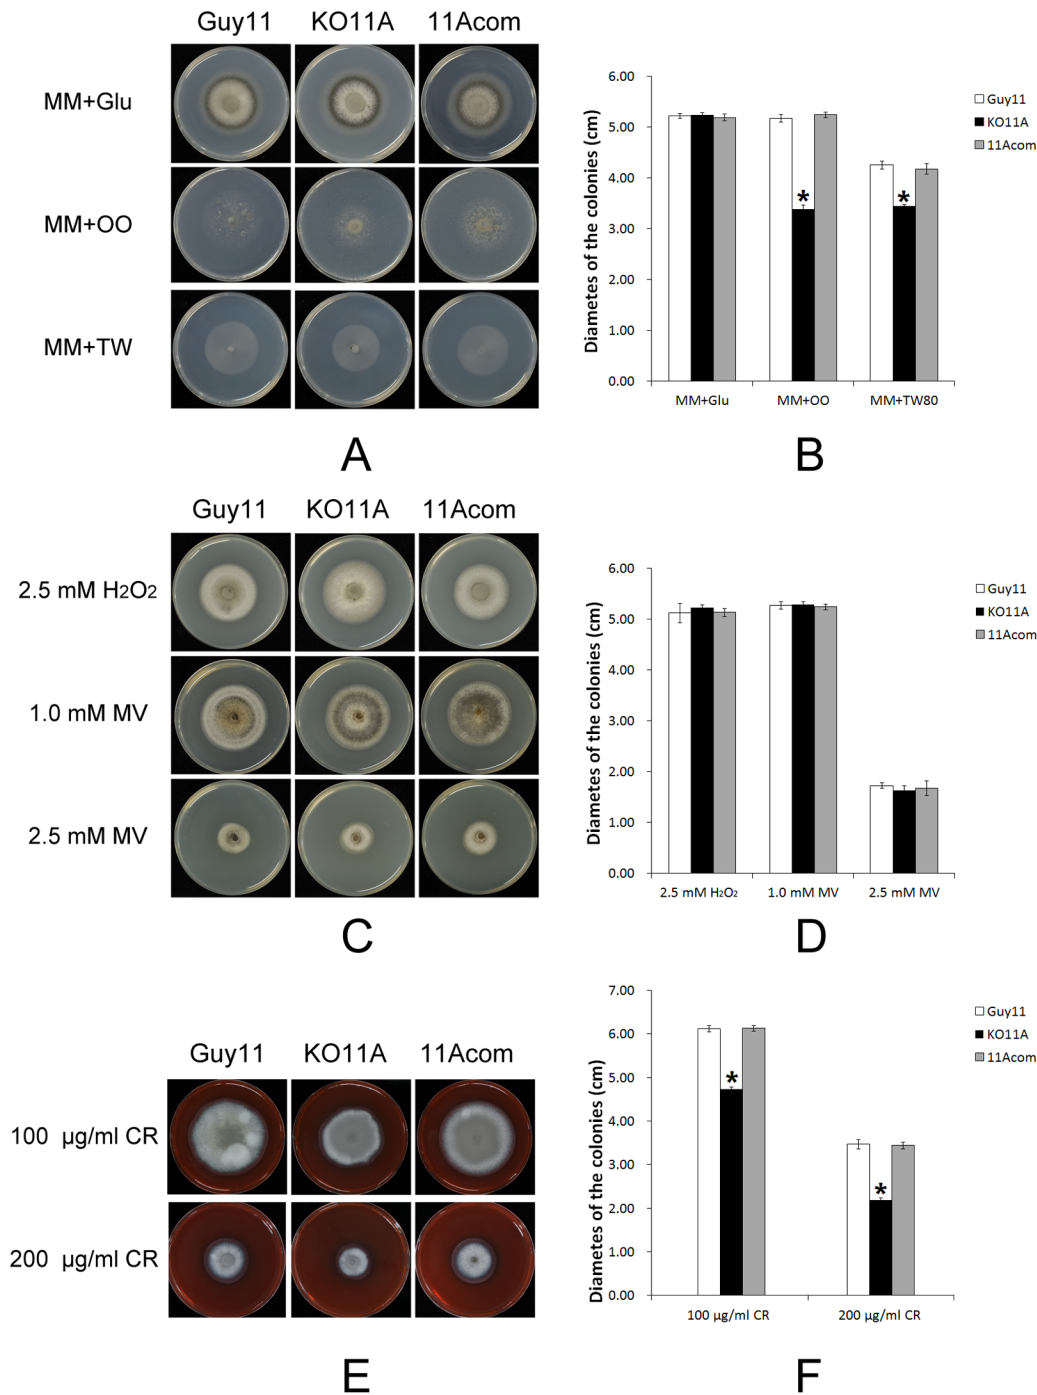 Guy11 KO11A 11Acom
MM+Glu
MM+OO
MM+TW
A
Diametes of the colonies (cm)
6.00
5.00
4.00
3.00
2.00
1.00
0.00
* *
MM+Glu MM+OO MM+TW80
Guy11
KO11A
11Acom
B
Guy11 KO11A 11Acom
2.5 mM H2O2
1.0 mM MV
2.5 mM MV
C
Diametes of the colonies (cm)
6.00
5.00
4.00
3.00
2.00
1.00
0.00
2.5 mM H2O2 1.0 mM MV 2.5 mM MV
Guy11
KO11A
11Acom
D
Guy11 KO11A 11Acom
100 µg/ml CR
200 µg/ml CR
E
Diametes of the colonies (cm)
7.00
6.00
5.00
4.00
3.00
2.00
1.00
0.00
* *
100 µg/ml CR 200 µg/ml CR
Guy11
KO11A
11Acom
F